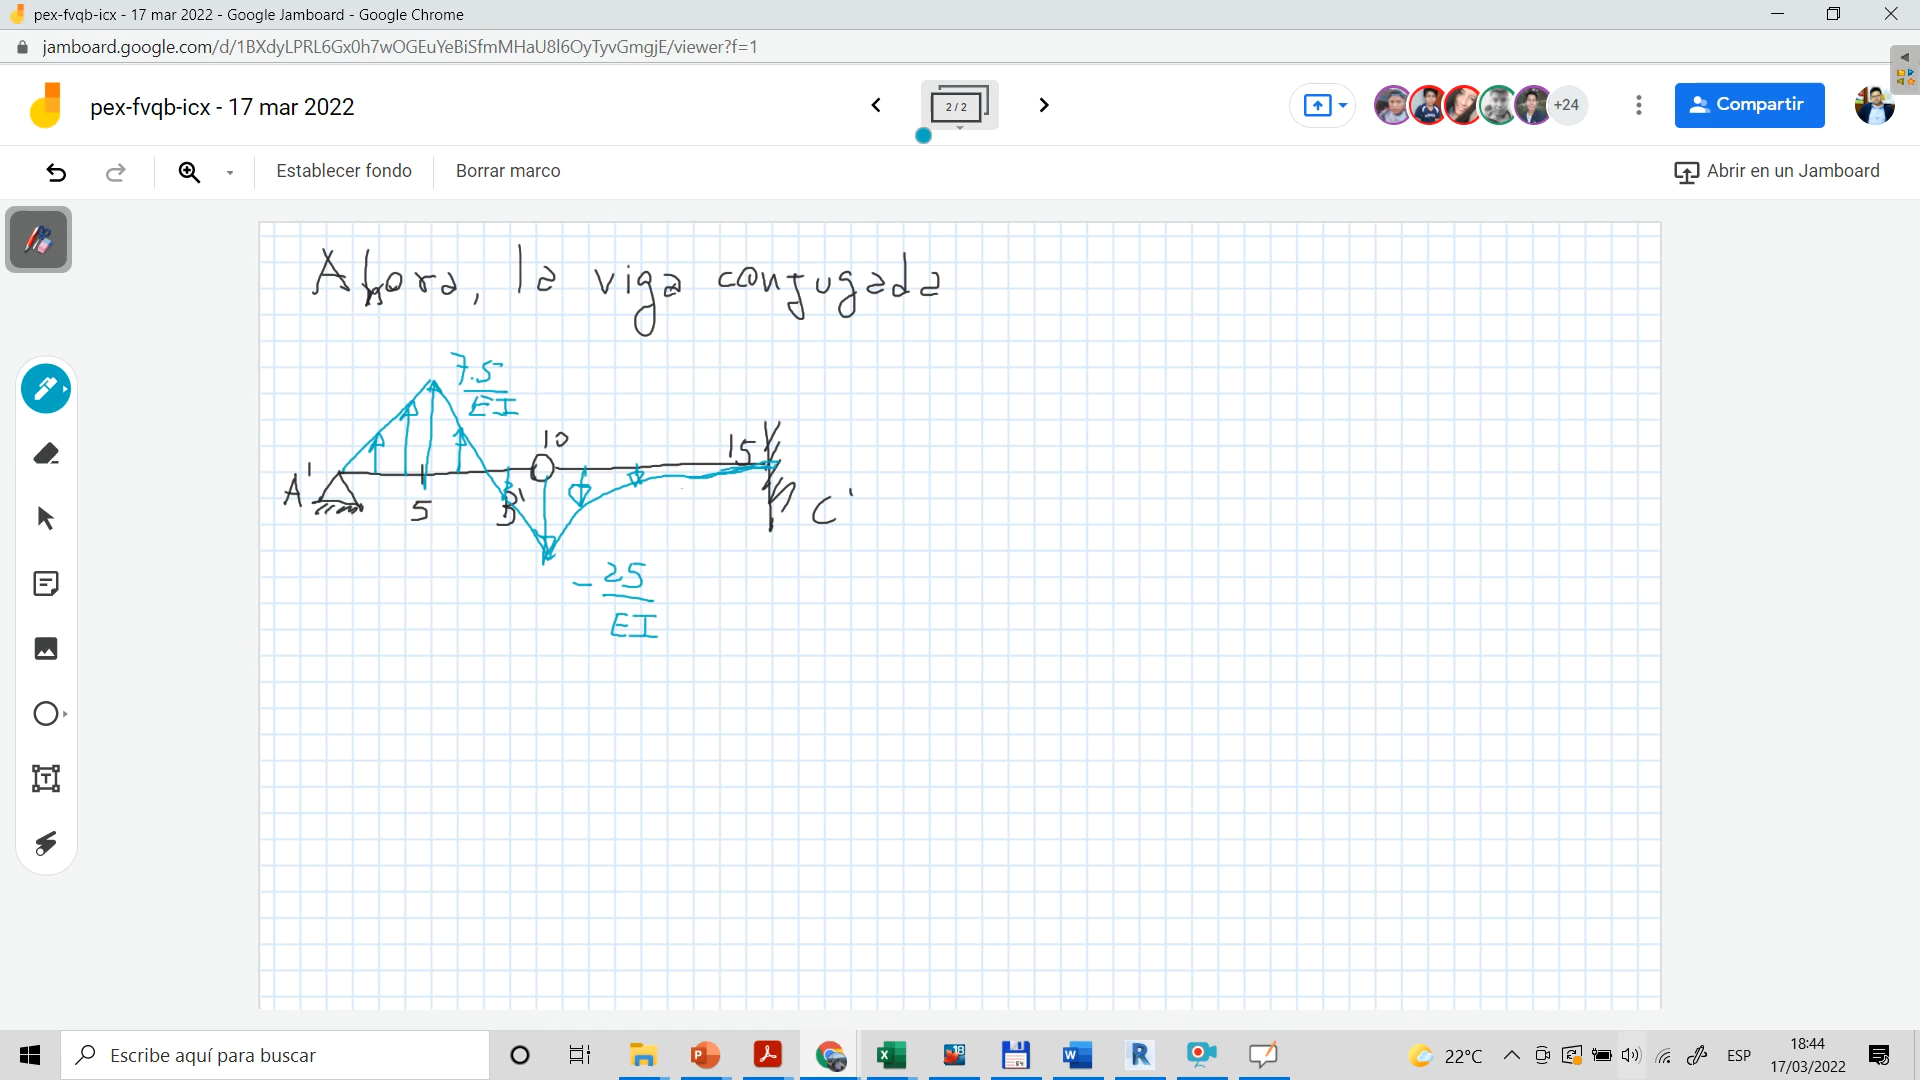 pex-fvqb-icx - 17 mar 2022 - Google Jamboard - Google Chrome
jamboard.google.com/d/1BXdyLPRL6Gx0h7wOGEuYeBiSfmMHaU8l6OyTyvGmgjE/viewer?f=1
pex-fvqb-icx - 17 mar 2022
2 / 2
+24
Compartir
Establecer fondo
Borrar marco
Abrir en un Jamboard
Ahora, la viga conjugada
7.5
EI
10
15
A'
5
B'
C'
- 25
EI
Escribe aquí para buscar
22°C
ESP
18:44
17/03/2022